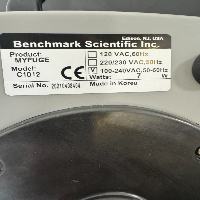 Edison, NJ, USA
Benchmark Scientific Inc.
Product: 120 VAC,60Hz
MYFUGE 220/230 VAC,50Hz
Model: V 100-240VAC,50-60Hz
C1012 Watts: 7 W
Serial No. Made in Korea